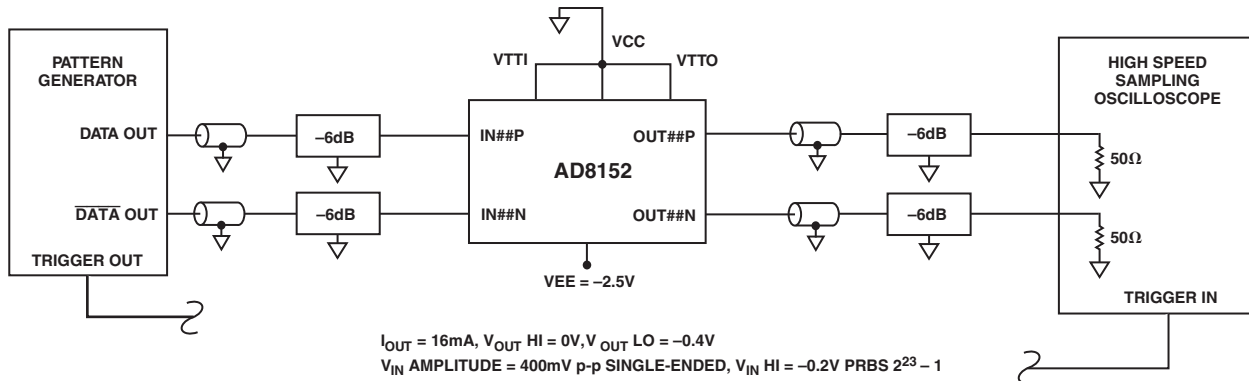 PATTERN
GENERATOR
DATA OUT
DATA OUT
TRIGGER OUT
–6dB
–6dB
VTTI
VCC
VTTO
IN##P
OUT##P
AD8152
IN##N
OUT##N
VEE = –2.5V
–6dB
–6dB
HIGH SPEED
SAMPLING
OSCILLOSCOPE
50Ω
50Ω
TRIGGER IN
IOUT = 16mA, VOUT HI = 0V, V OUT LO = –0.4V
VIN AMPLITUDE = 400mV p-p SINGLE-ENDED, VIN HI = –0.2V PRBS 2²³ – 1